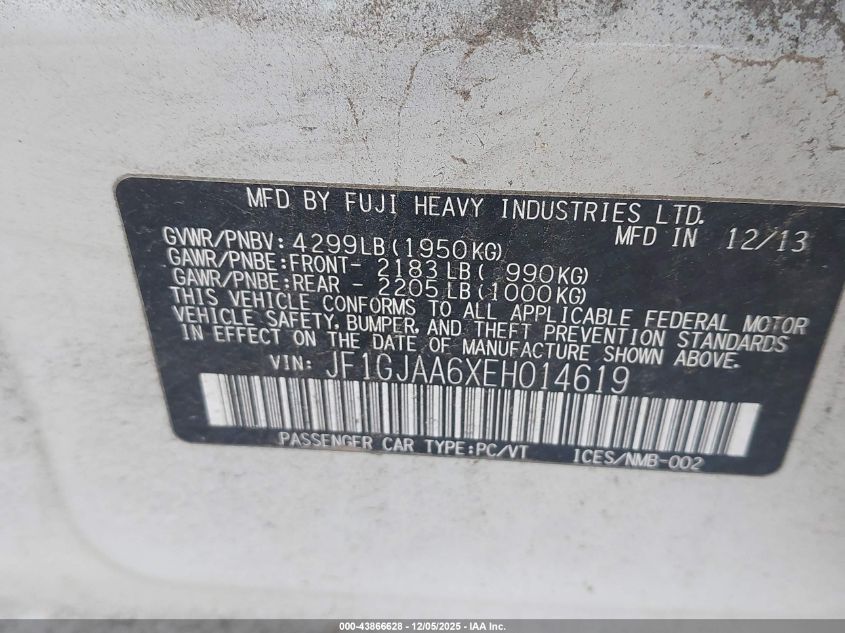 MFD BY FUJI HEAVY INDUSTRIES LTD.
GVWR/PNBV: 4299LB(1950KG) MFD IN 12/13
GAWR/PNBE:FRONT- 2183LB( 990KG)
GAWR/PNBE:REAR - 2205LB(1000KG)
THIS VEHICLE CONFORMS TO ALL APPLICABLE FEDERAL MOTOR
VEHICLE SAFETY, BUMPER, AND THEFT PREVENTION STANDARDS
IN EFFECT ON THE DATE OF MANUFACTURE SHOWN ABOVE.
VIN: JF1GJAA6XEH014619
PASSENGER CAR TYPE:PC/VT ICES/NMB-002
000-43866628 - 12/05/2025 - IAA Inc.